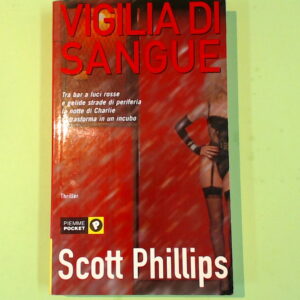 VIGILIA DI
SANGUE
Tra bar a luci rosse
e gelide strade di periferia
la notte di Charlie
si trasforma in un incubo
Thriller
PIEMME
POCKET
P
Scott Phillips